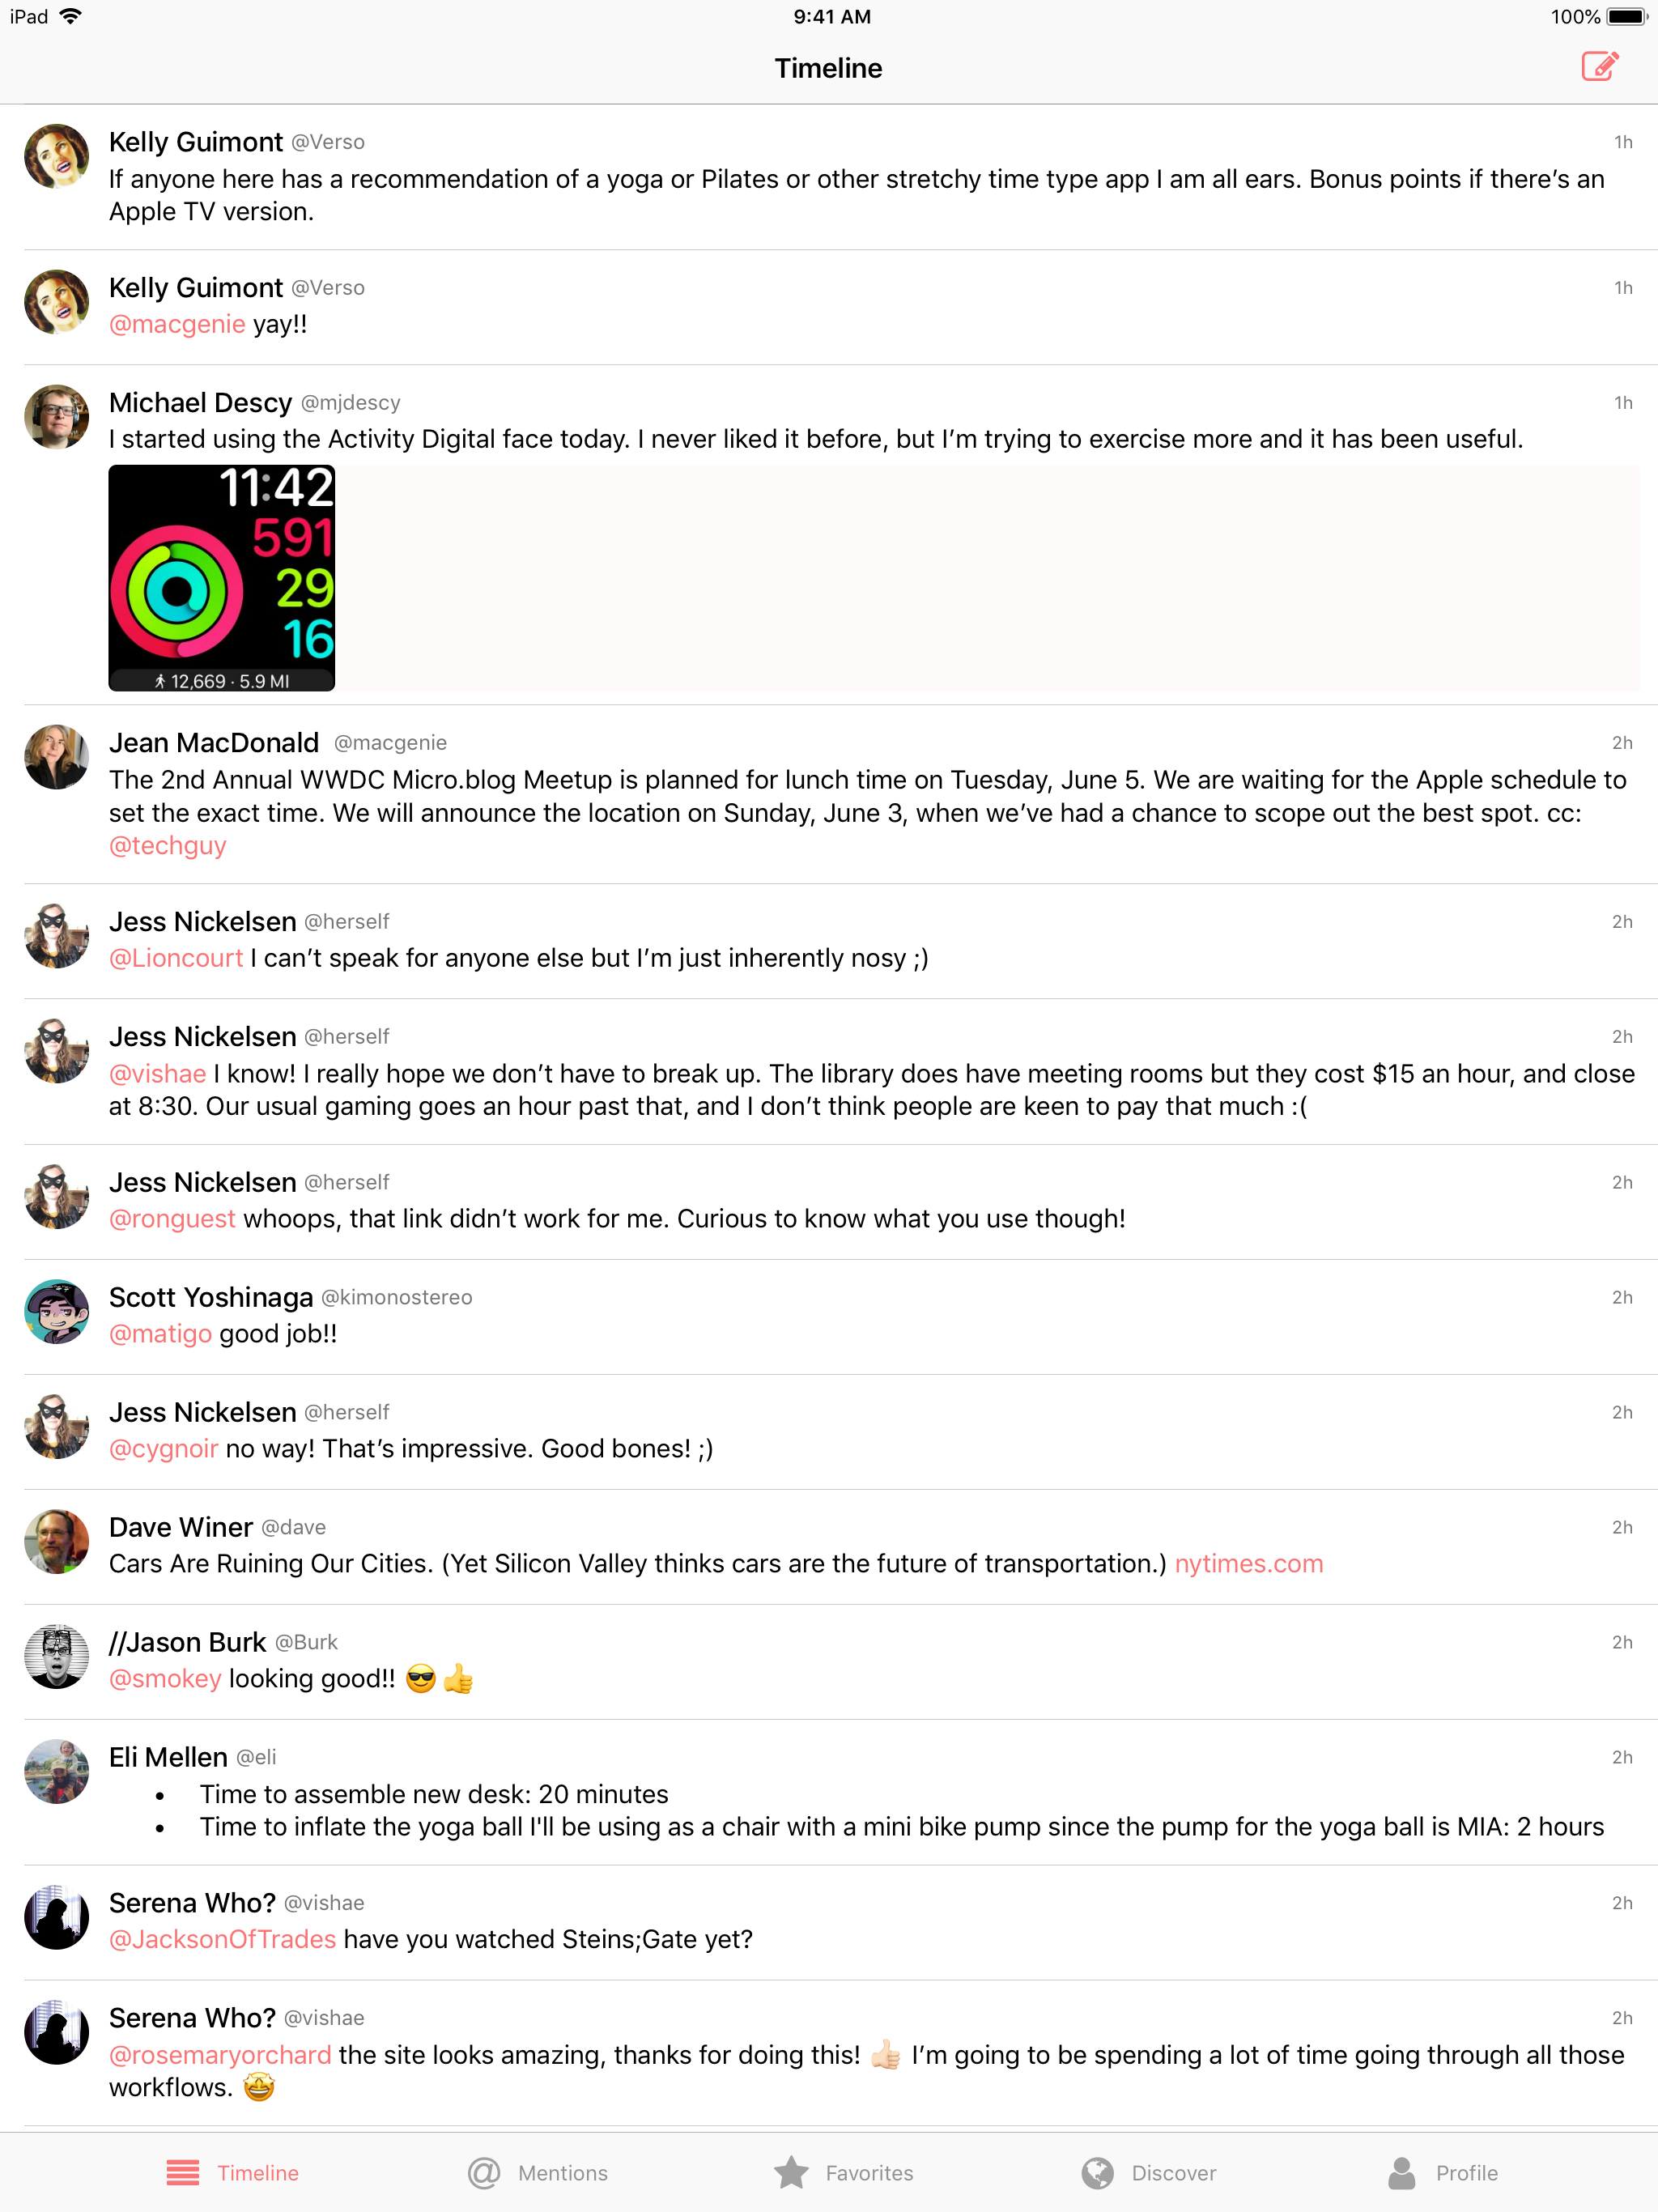 iPad 9:41 AM 100%
Timeline
Kelly Guimont @Verso 1h
If anyone here has a recommendation of a yoga or Pilates or other stretchy time type app I am all ears. Bonus points if there’s an
Apple TV version.
Kelly Guimont @Verso 1h
@macgenie yay!!
Michael Descy @mjdescy 1h
I started using the Activity Digital face today. I never liked it before, but I’m trying to exercise more and it has been useful.
11:42
591
29
16
12,669 · 5.9 MI
Jean MacDonald @macgenie 2h
The 2nd Annual WWDC Micro.blog Meetup is planned for lunch time on Tuesday, June 5. We are waiting for the Apple schedule to
set the exact time. We will announce the location on Sunday, June 3, when we’ve had a chance to scope out the best spot. cc:
@techguy
Jess Nickelsen @herself 2h
@Lioncourt I can’t speak for anyone else but I’m just inherently nosy ;)
Jess Nickelsen @herself 2h
@vishae I know! I really hope we don’t have to break up. The library does have meeting rooms but they cost $15 an hour, and close
at 8:30. Our usual gaming goes an hour past that, and I don’t think people are keen to pay that much :(
Jess Nickelsen @herself 2h
@ronguest whoops, that link didn’t work for me. Curious to know what you use though!
Scott Yoshinaga @kimonostereo 2h
@matigo good job!!
Jess Nickelsen @herself 2h
@cygnoir no way! That’s impressive. Good bones! ;)
Dave Winer @dave 2h
Cars Are Ruining Our Cities. (Yet Silicon Valley thinks cars are the future of transportation.) nytimes.com
//Jason Burk @Burk 2h
@smokey looking good!! 😎 👍
Eli Mellen @eli 2h
• Time to assemble new desk: 20 minutes
• Time to inflate the yoga ball I'll be using as a chair with a mini bike pump since the pump for the yoga ball is MIA: 2 hours
Serena Who? @vishae 2h
@JacksonOfTrades have you watched Steins;Gate yet?
Serena Who? @vishae 2h
@rosemaryorchard the site looks amazing, thanks for doing this! 👍🏻 I’m going to be spending a lot of time going through all those
workflows. 🤩
Timeline Mentions Favorites Discover Profile